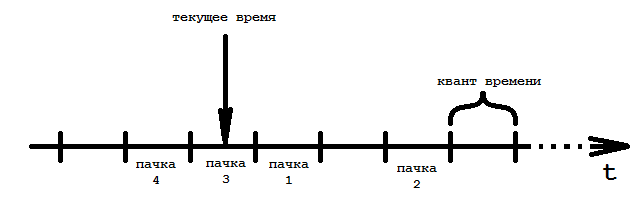 текущее время
квант времени
пачка
4
пачка
3
пачка
1
пачка
2
t